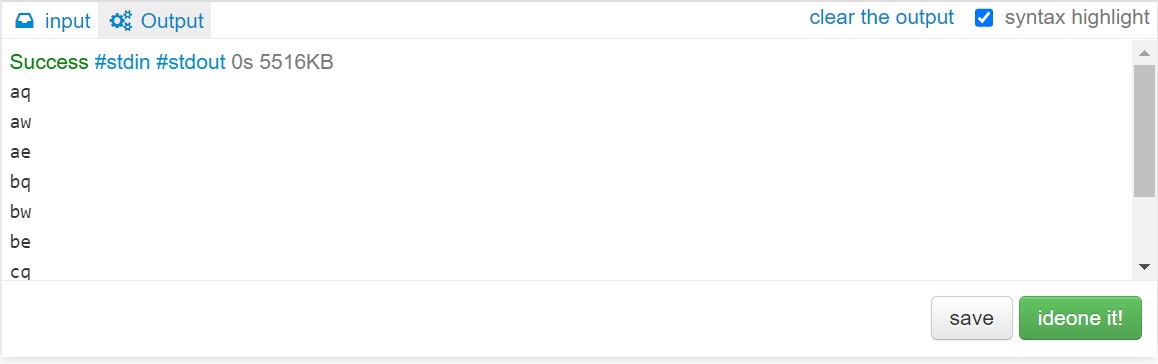 input Output clear the output syntax highlight
Success #stdin #stdout 0s 5516KB
aq
aw
ae
bq
bw
be
cq
save ideone it!